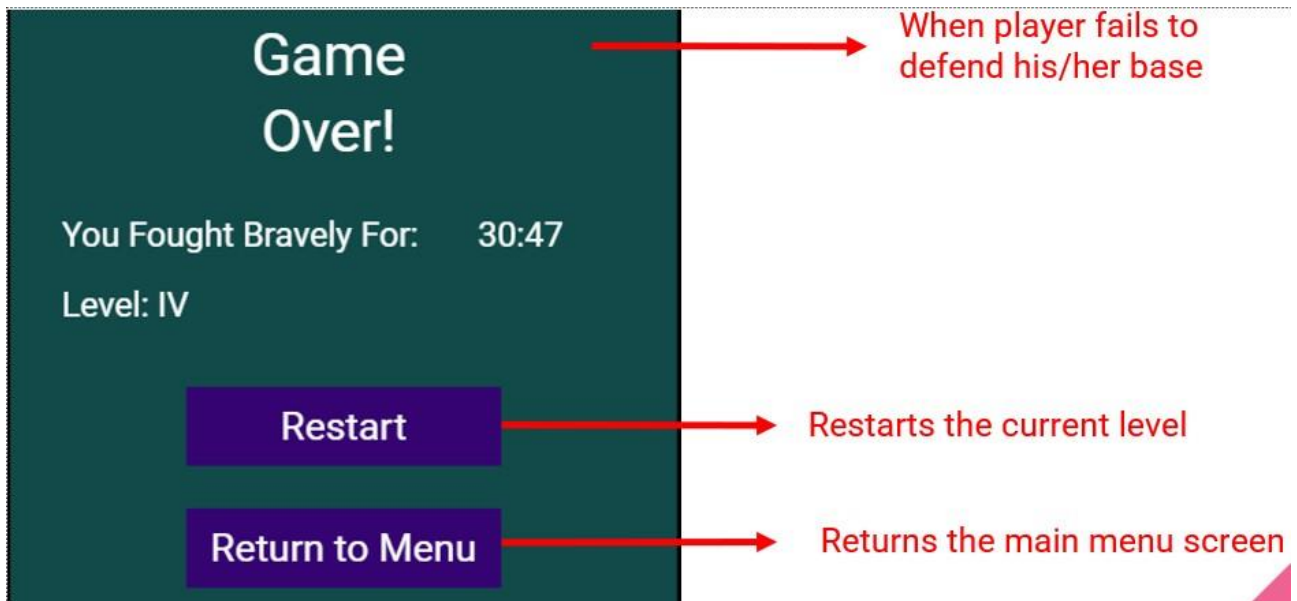 Game
Over!
When player fails to
defend his/her base
You Fought Bravely For: 30:47
Level: IV
Restart
Restarts the current level
Return to Menu
Returns the main menu screen